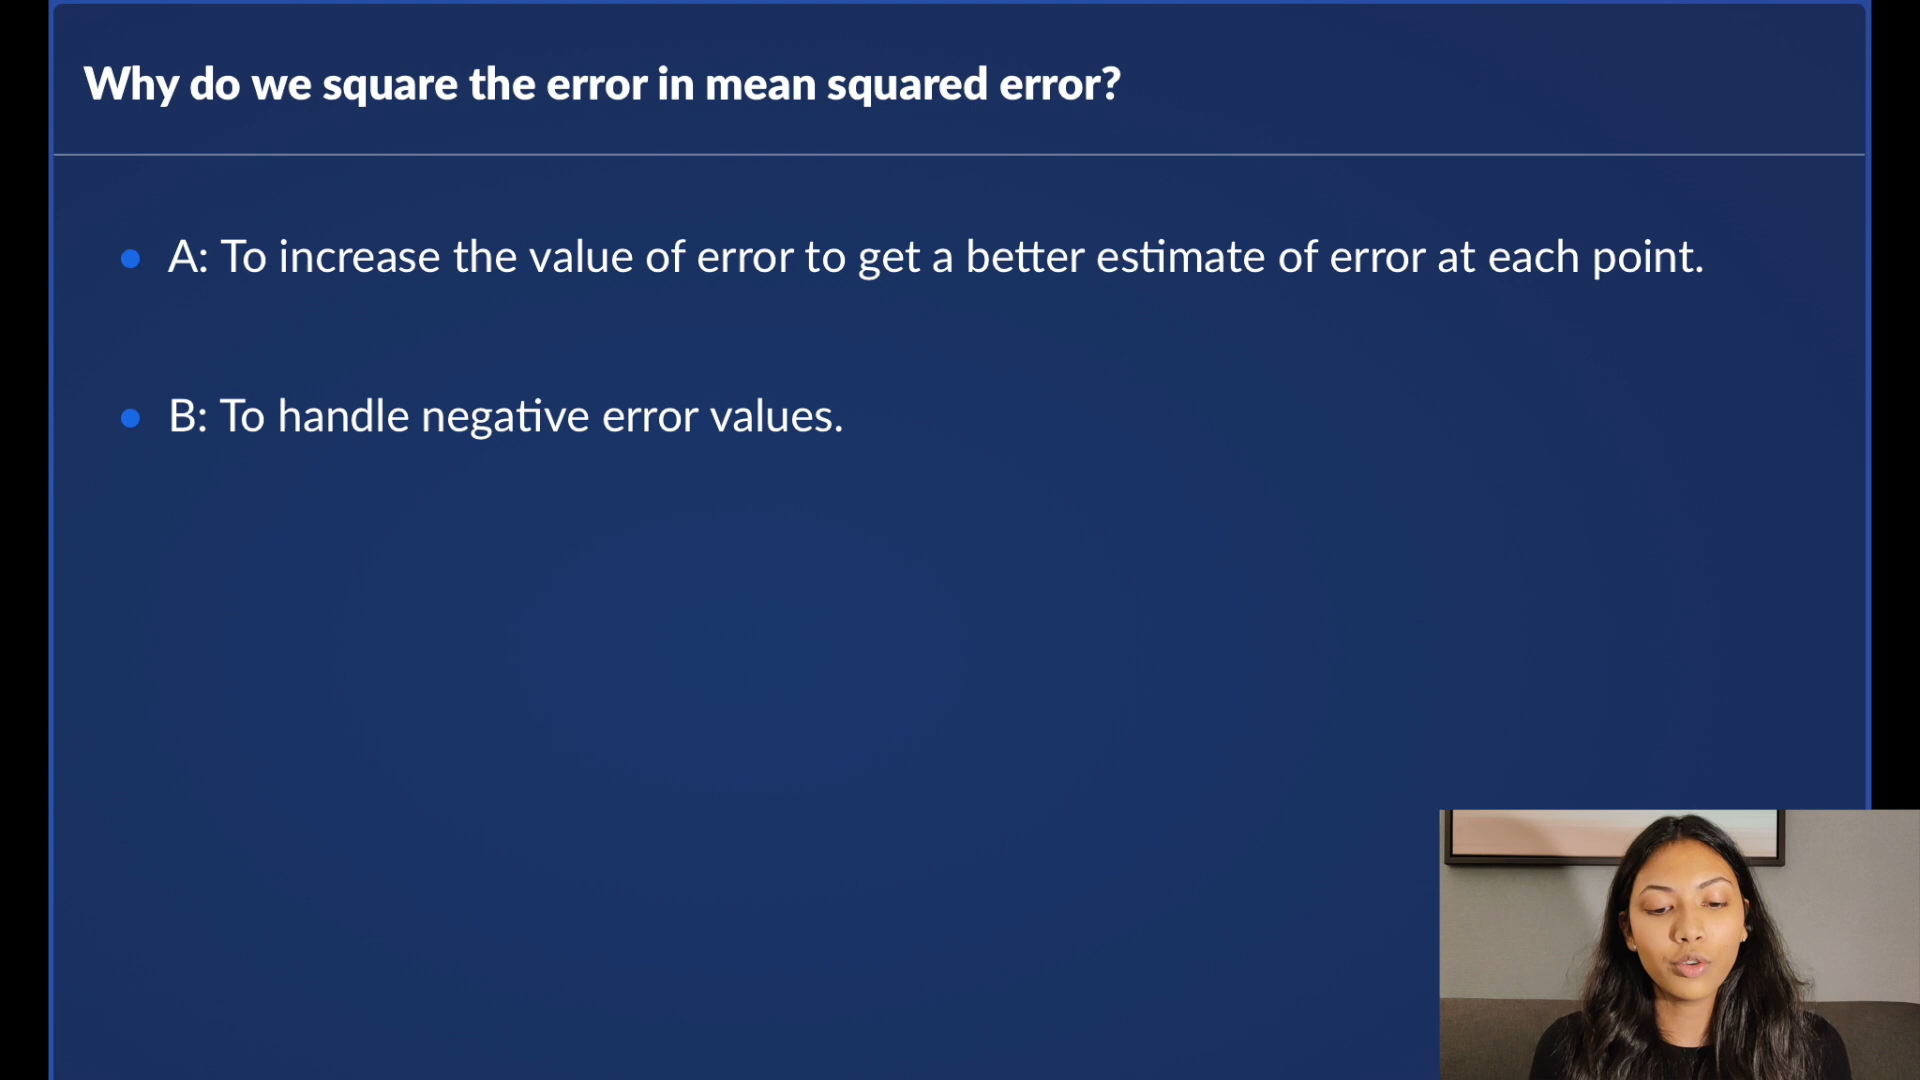 Why do we square the error in mean squared error?
A: To increase the value of error to get a better estimate of error at each point.
B: To handle negative error values.